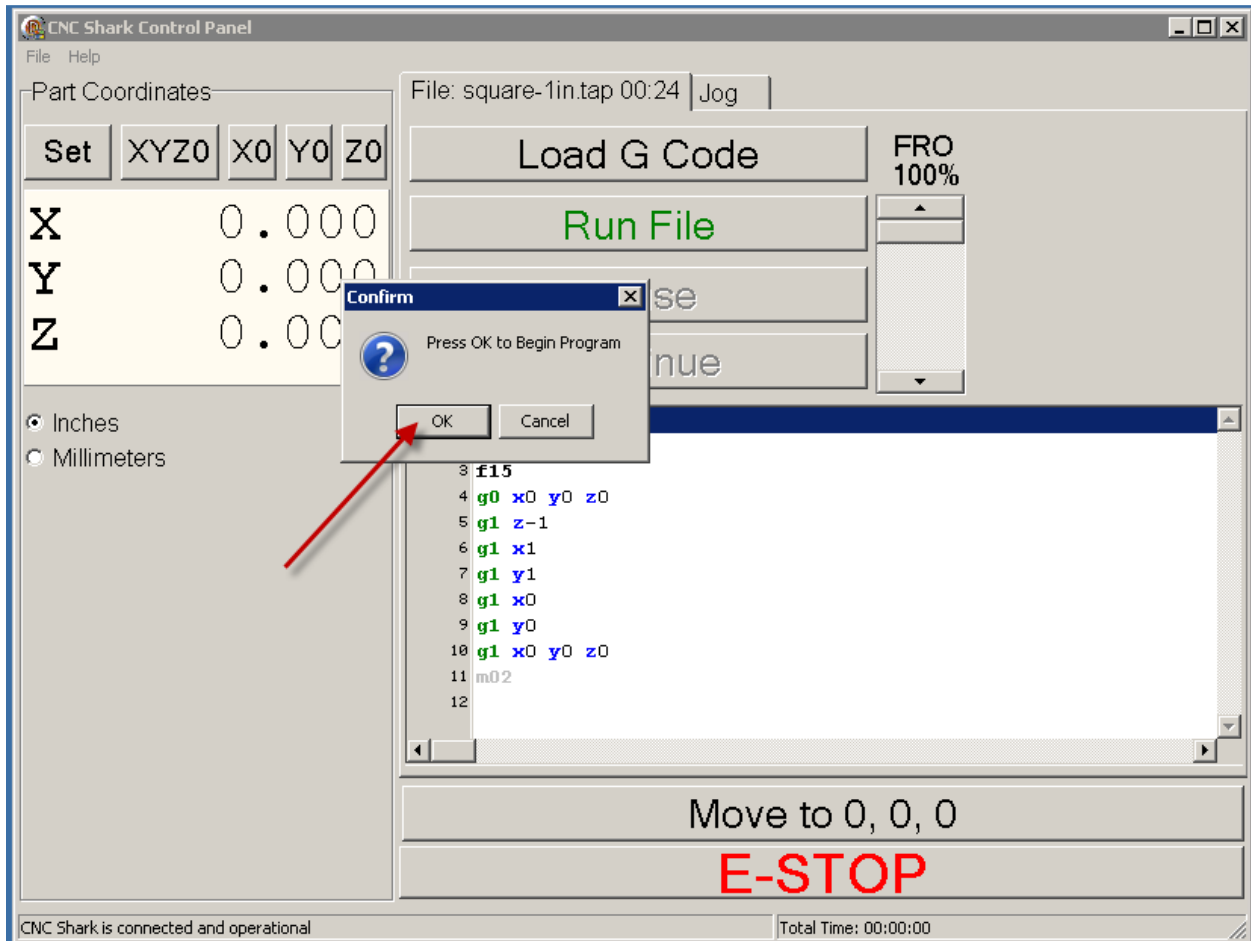 CNC Shark Control Panel
File Help
Part Coordinates
File: square-1in.tap 00:24 Jog
Set XYZ0 X0 Y0 Z0
Load G Code
FRO
100%
X 0.000
Run File
Y 0.000
Z 0.00
Confirm
se
Press OK to Begin Program
nue
OK Cancel
Inches
Millimeters
3 f15
4 g0 x0 y0 z0
5 g1 z-1
6 g1 x1
7 g1 y1
8 g1 x0
9 g1 y0
10 g1 x0 y0 z0
11 m02
12
Move to 0, 0, 0
E-STOP
CNC Shark is connected and operational Total Time: 00:00:00